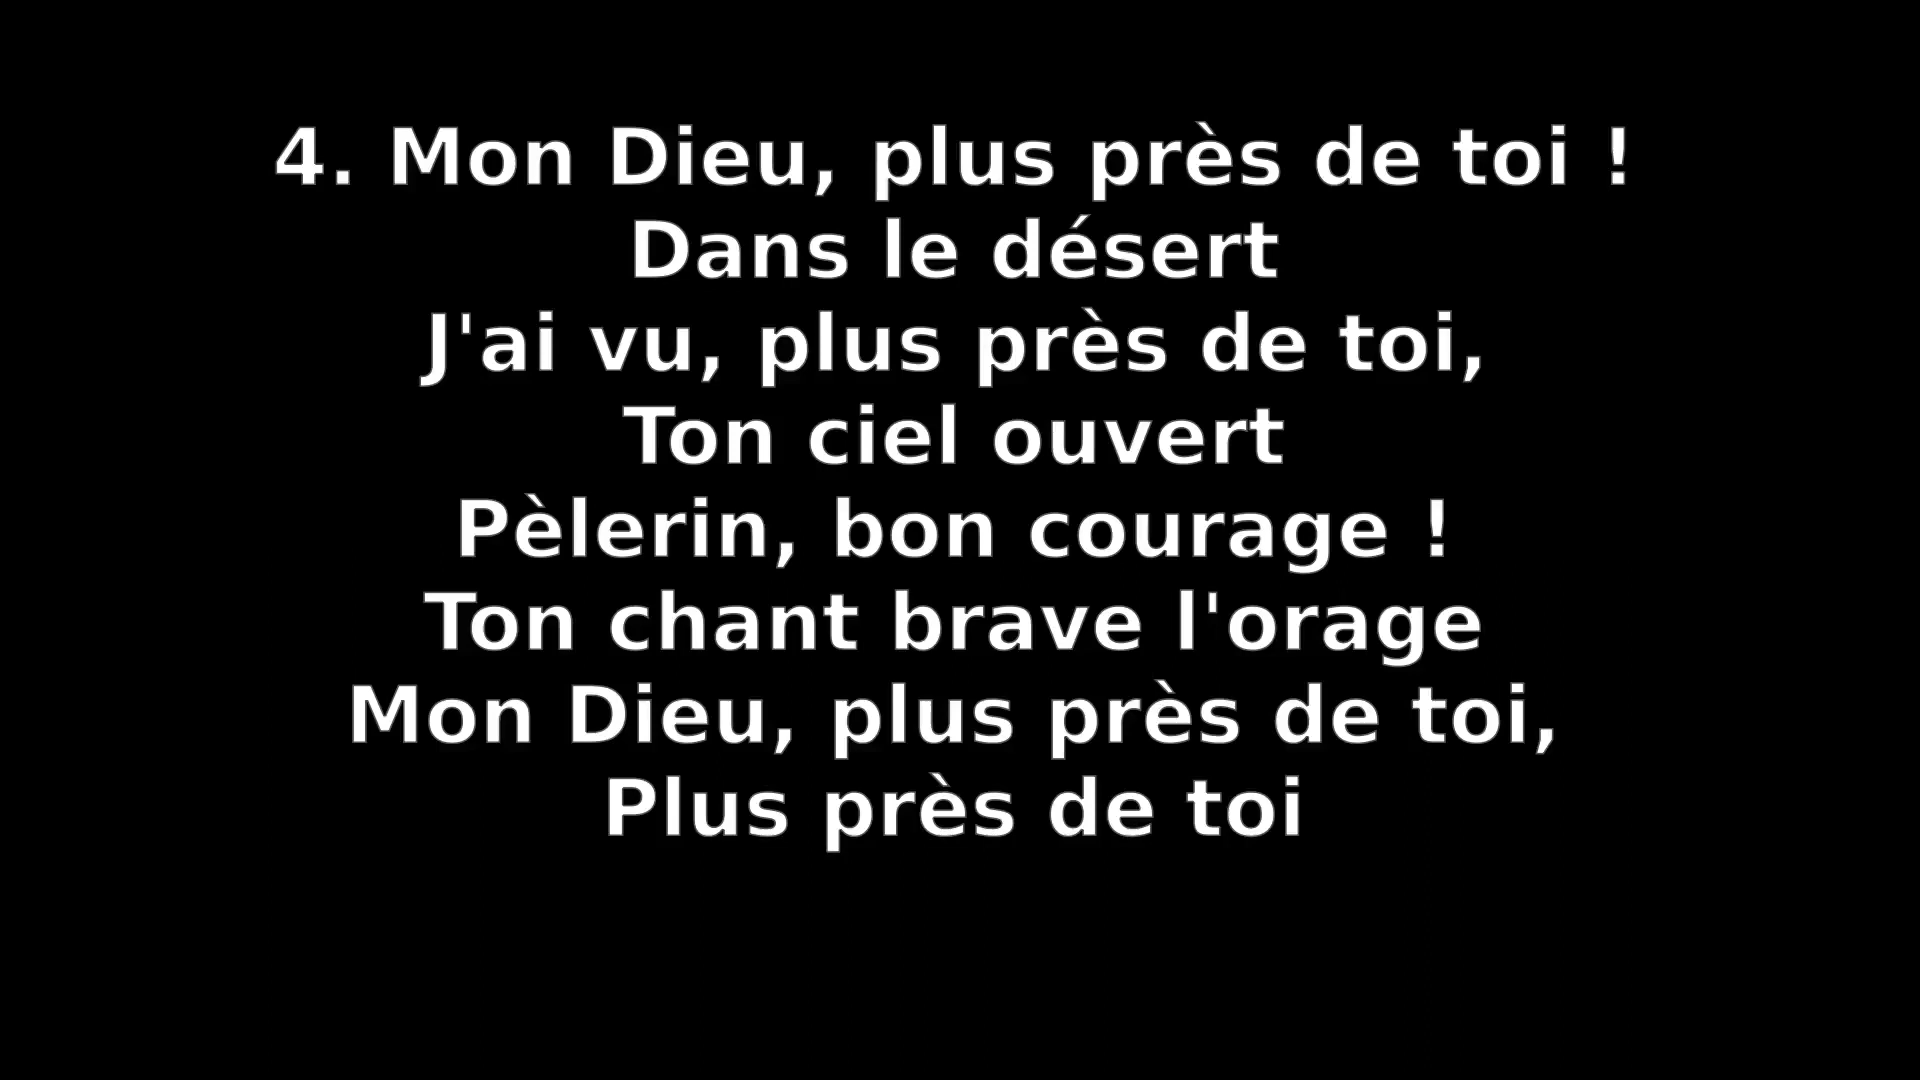 4. Mon Dieu, plus près de toi !
Dans le désert
J'ai vu, plus près de toi,
Ton ciel ouvert
Pèlerin, bon courage !
Ton chant brave l'orage
Mon Dieu, plus près de toi,
Plus près de toi